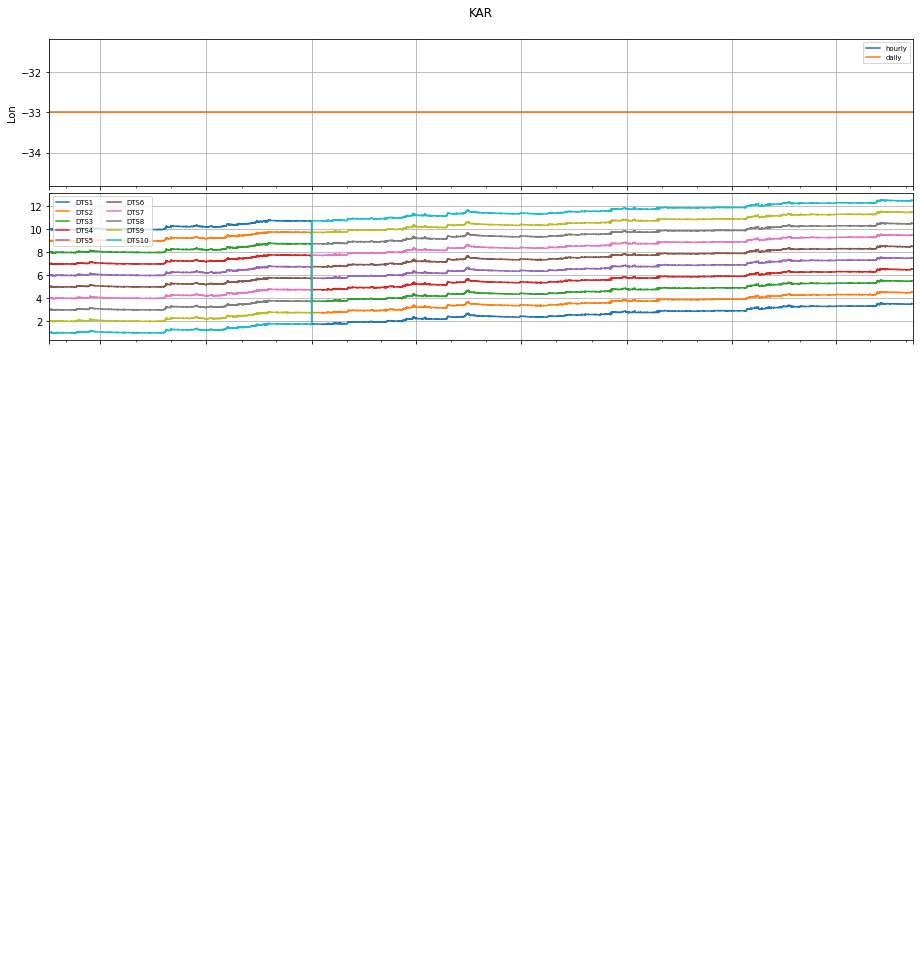 KAR
hourly
daily
−32
−33
−34
Lon
DTS1 DTS6
DTS2 DTS7
DTS3 DTS8
DTS4 DTS9
DTS5 DTS10
12
10
8
6
4
2